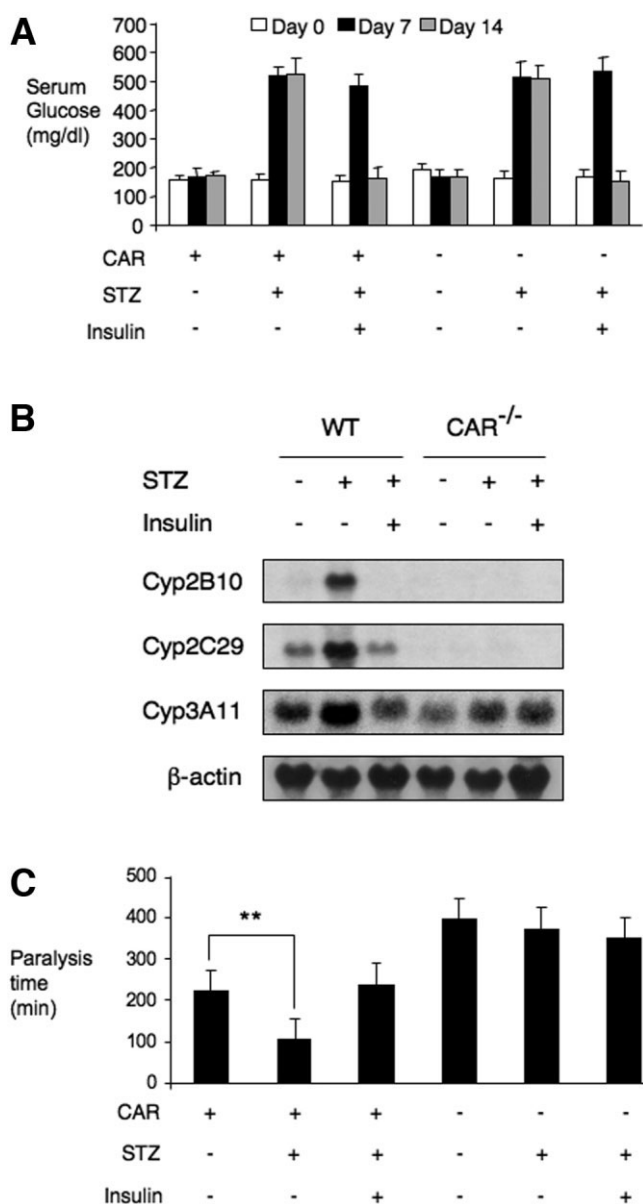 A
Day 0 Day 7 Day 14
Serum
Glucose
(mg/dl)
700
600
500
400
300
200
100
0
CAR + + + - - -
STZ - + + - + +
Insulin - - + - - +
B
WT CAR-/-
STZ - + + - + +
Insulin - - + - - +
Cyp2B10
Cyp2C29
Cyp3A11
β-actin
C
**
Paralysis
time
(min)
500
400
300
200
100
0
CAR + + + - - -
STZ - + + - + +
Insulin - - + - - +